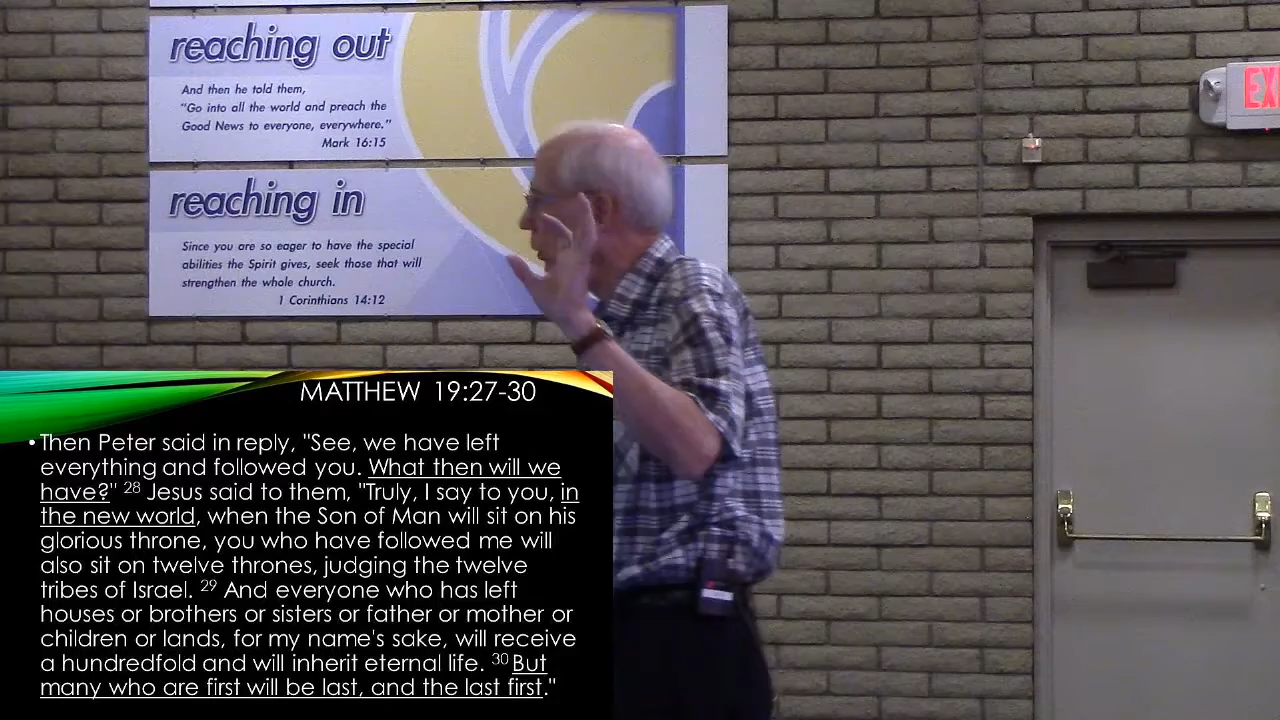 reaching out
And then he told them,
"Go into all the world and preach the
Good News to everyone, everywhere."
Mark 16:15
reaching in
Since you are so eager to have the special
abilities the Spirit gives, seek those that will
strengthen the whole church.
1 Corinthians 14:12
EX
MATTHEW 19:27-30
•Then Peter said in reply, "See, we have left
everything and followed you. What then will we
have?" 28 Jesus said to them, "Truly, I say to you, in
the new world, when the Son of Man will sit on his
glorious throne, you who have followed me will
also sit on twelve thrones, judging the twelve
tribes of Israel. 29 And everyone who has left
houses or brothers or sisters or father or mother or
children or lands, for my name's sake, will receive
a hundredfold and will inherit eternal life. 30 But
many who are first will be last, and the last first."